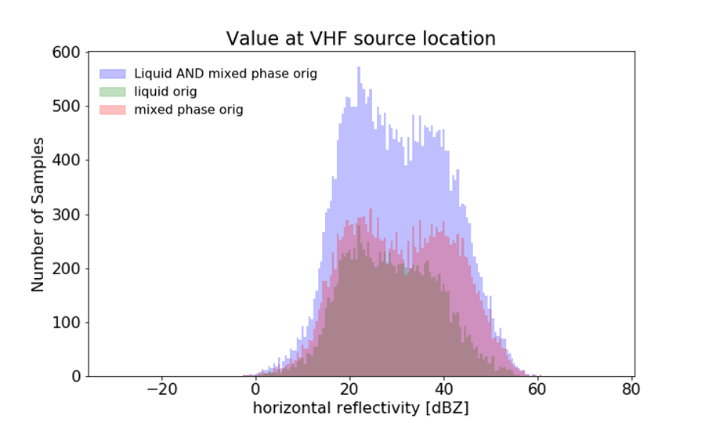 Value at VHF source location
600
500
400
300
200
100
0
Number of Samples
Liquid AND mixed phase orig
liquid orig
mixed phase orig
−20 0 20 40 60 80
horizontal reflectivity [dBZ]